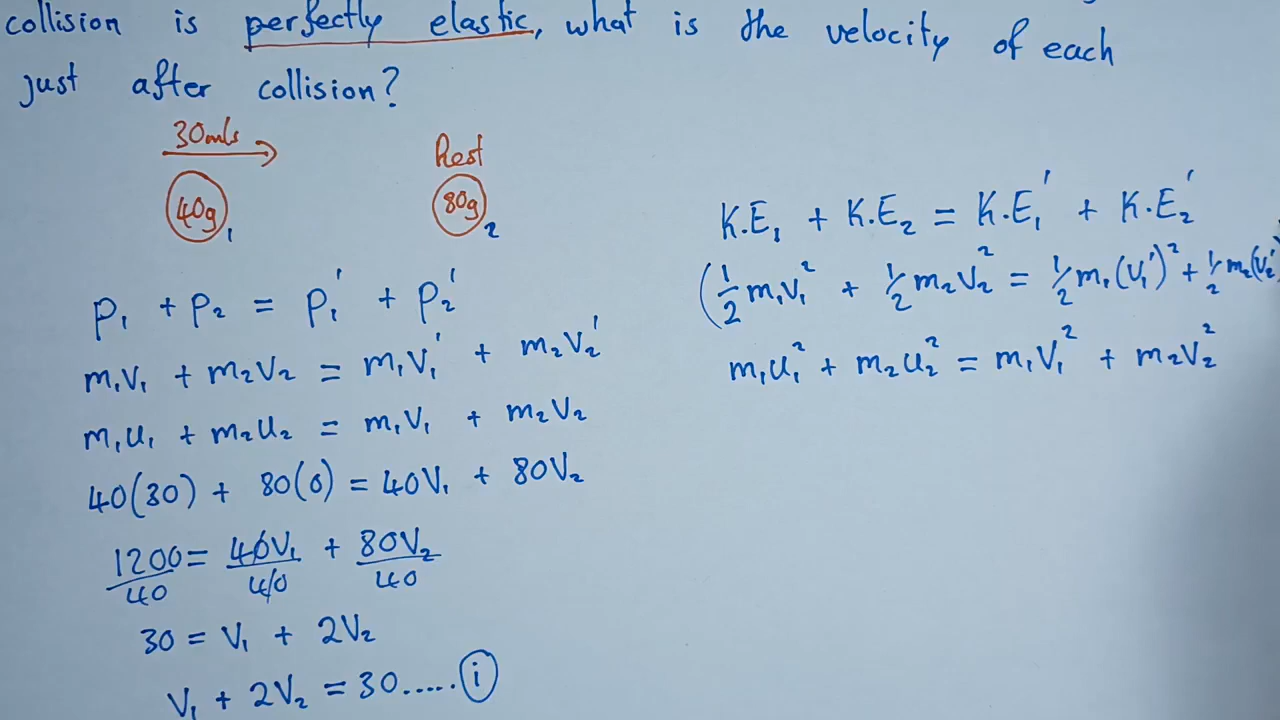 collision is perfectly elastic, what is the velocity of each
just after collision?
30m/s
Rest
40g 1
80g 2
P₁ + P₂ = P₁' + P₂'
m₁V₁ + m₂V₂ = m₁V₁' + m₂V₂'
m₁U₁ + m₂U₂ = m₁V₁ + m₂V₂
40(30) + 80(0) = 40V₁ + 80V₂
1200/40 = 40V₁/40 + 80V₂/40
30 = V₁ + 2V₂
V₁ + 2V₂ = 30.....(i)
K.E₁ + K.E₂ = K.E₁' + K.E₂'
(1/2 m₁V₁² + 1/2 m₂V₂² = 1/2 m₁(V₁')² + 1/2 m₂(V₂')
m₁U₁² + m₂U₂² = m₁V₁² + m₂V₂²